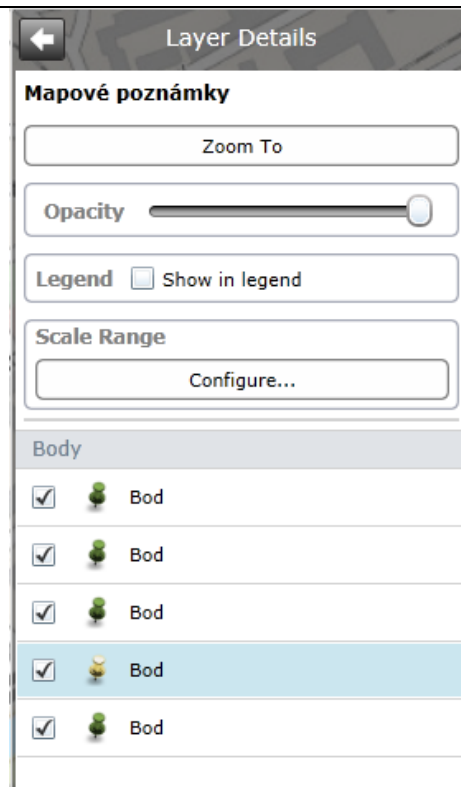 Layer Details
Mapové poznámky
Zoom To
Opacity
Legend Show in legend
Scale Range
Configure...
Body
Bod
Bod
Bod
Bod
Bod